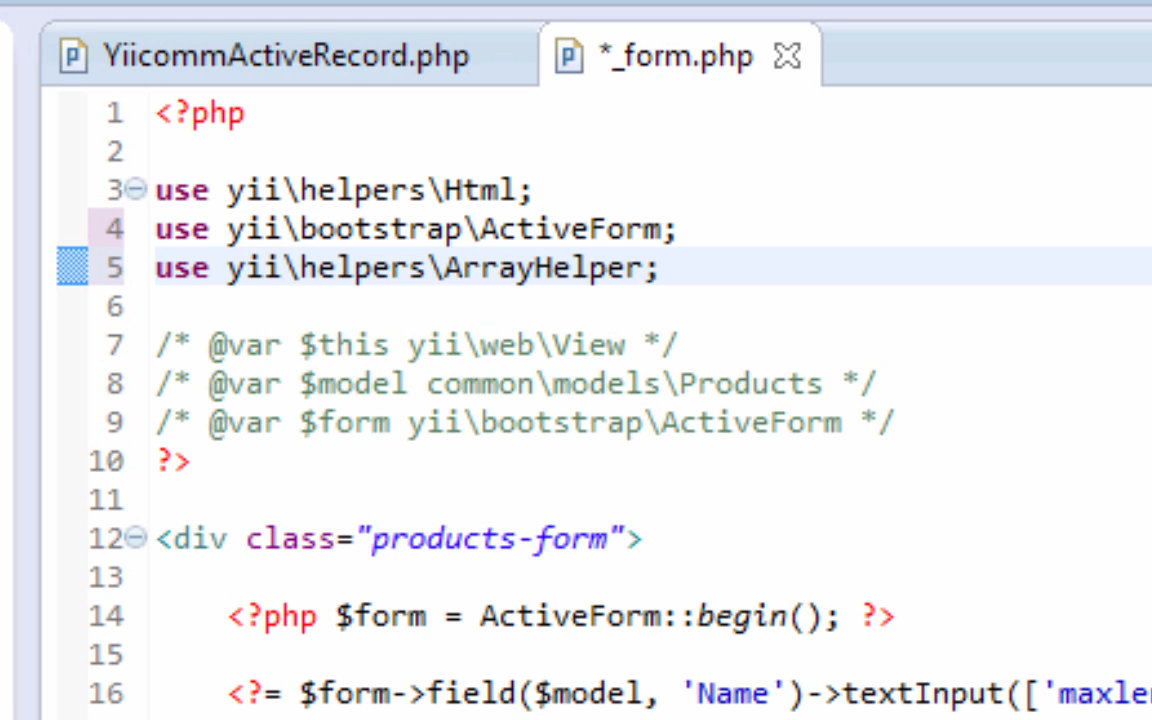 YiicommActiveRecord.php *_form.php
1 <?php
2
3 use yii\helpers\Html;
4 use yii\bootstrap\ActiveForm;
5 use yii\helpers\ArrayHelper;
6
7 /* @var $this yii\web\View */
8 /* @var $model common\models\Products */
9 /* @var $form yii\bootstrap\ActiveForm */
10 ?>
11
12 <div class="products-form">
13
14 <?php $form = ActiveForm::begin(); ?>
15
16 <?= $form->field($model, 'Name')->textInput(['maxle